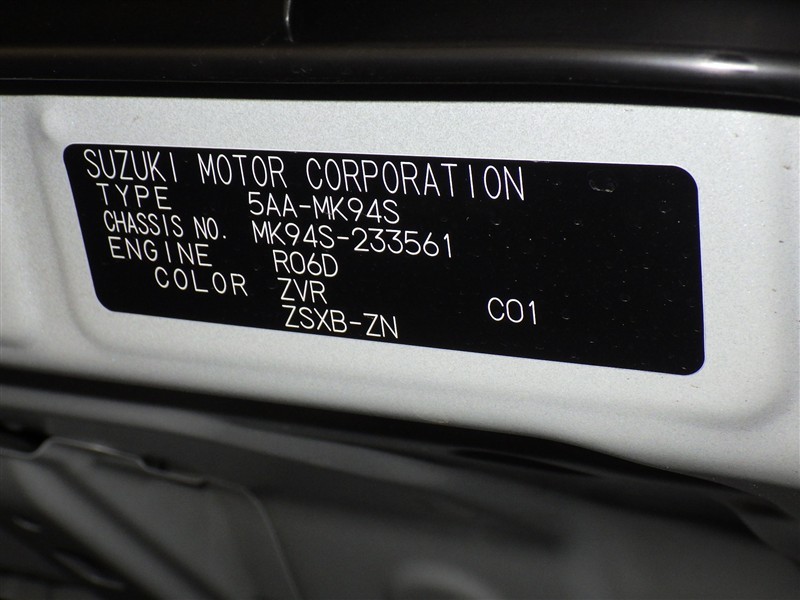 SUZUKI MOTOR CORPORATION
TYPE 5AA-MK94S
CHASSIS NO. MK94S-233561
ENGINE R06D
COLOR ZVR
ZSXB-ZN C01